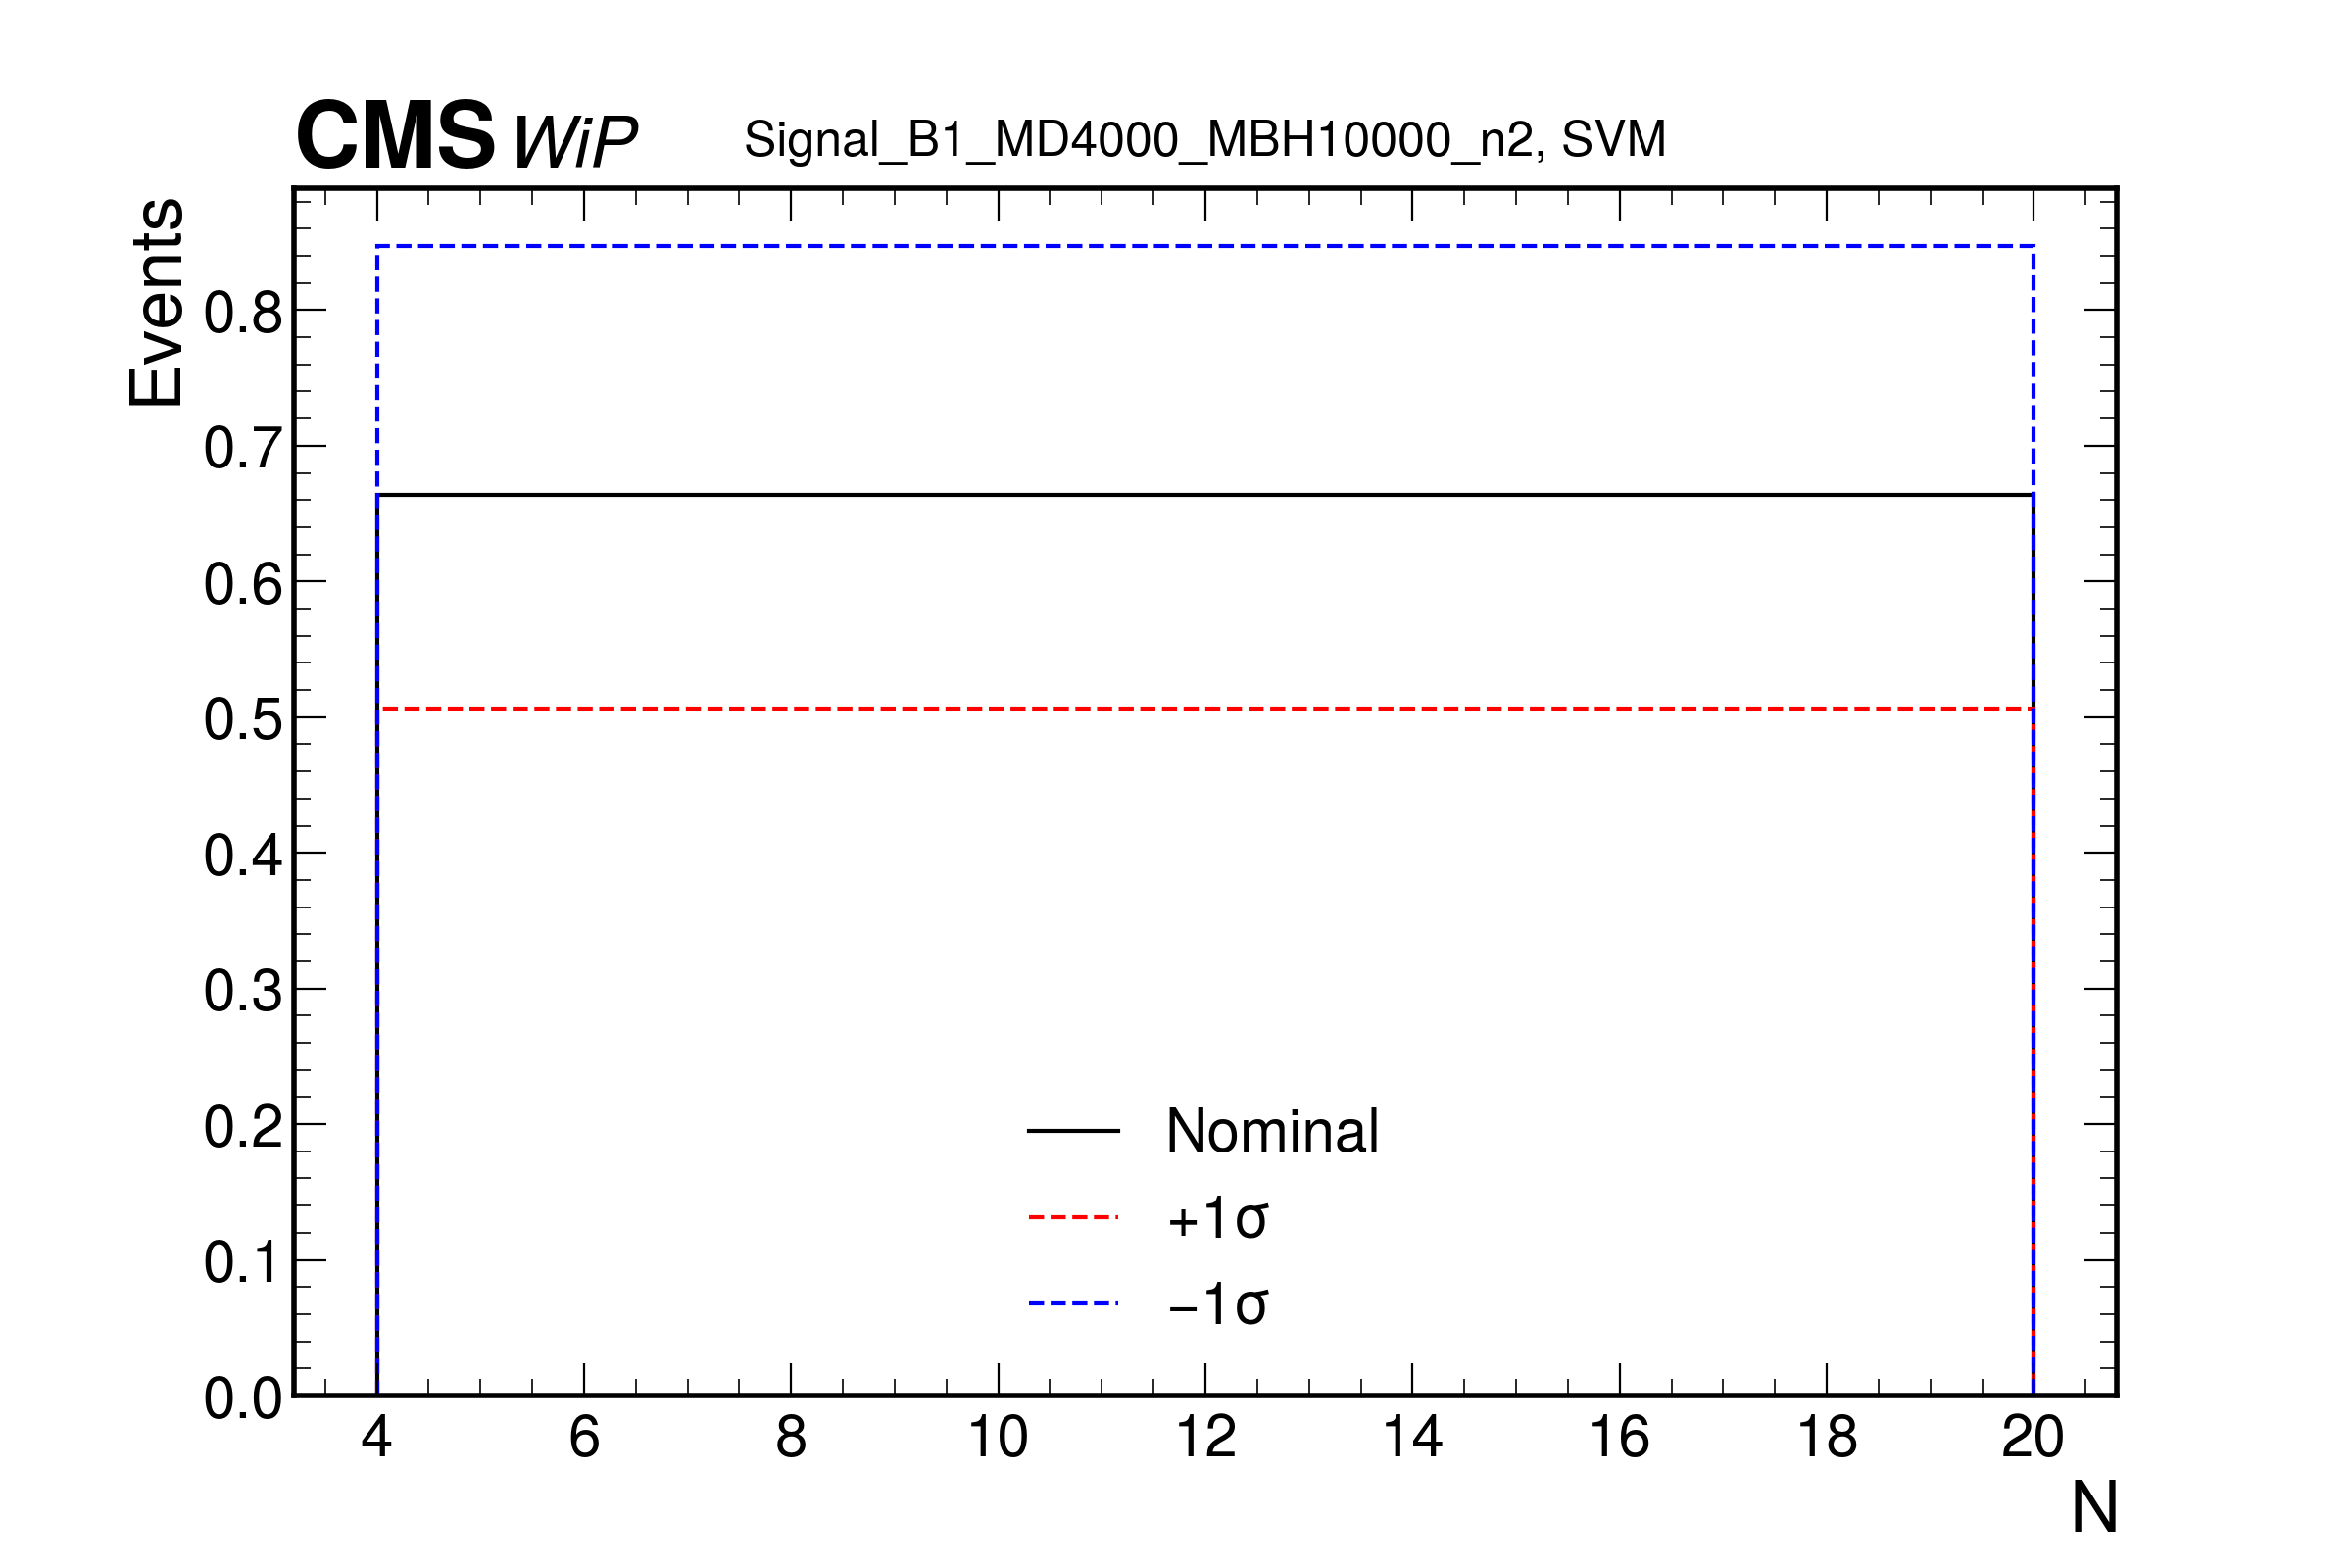 CMS WiP Signal_B1_MD4000_MBH10000_n2, SVM
Events
0.8
0.7
0.6
0.5
0.4
0.3
0.2
0.1
0.0
Nominal
+1σ
−1σ
4 6 8 10 12 14 16 18 20
N